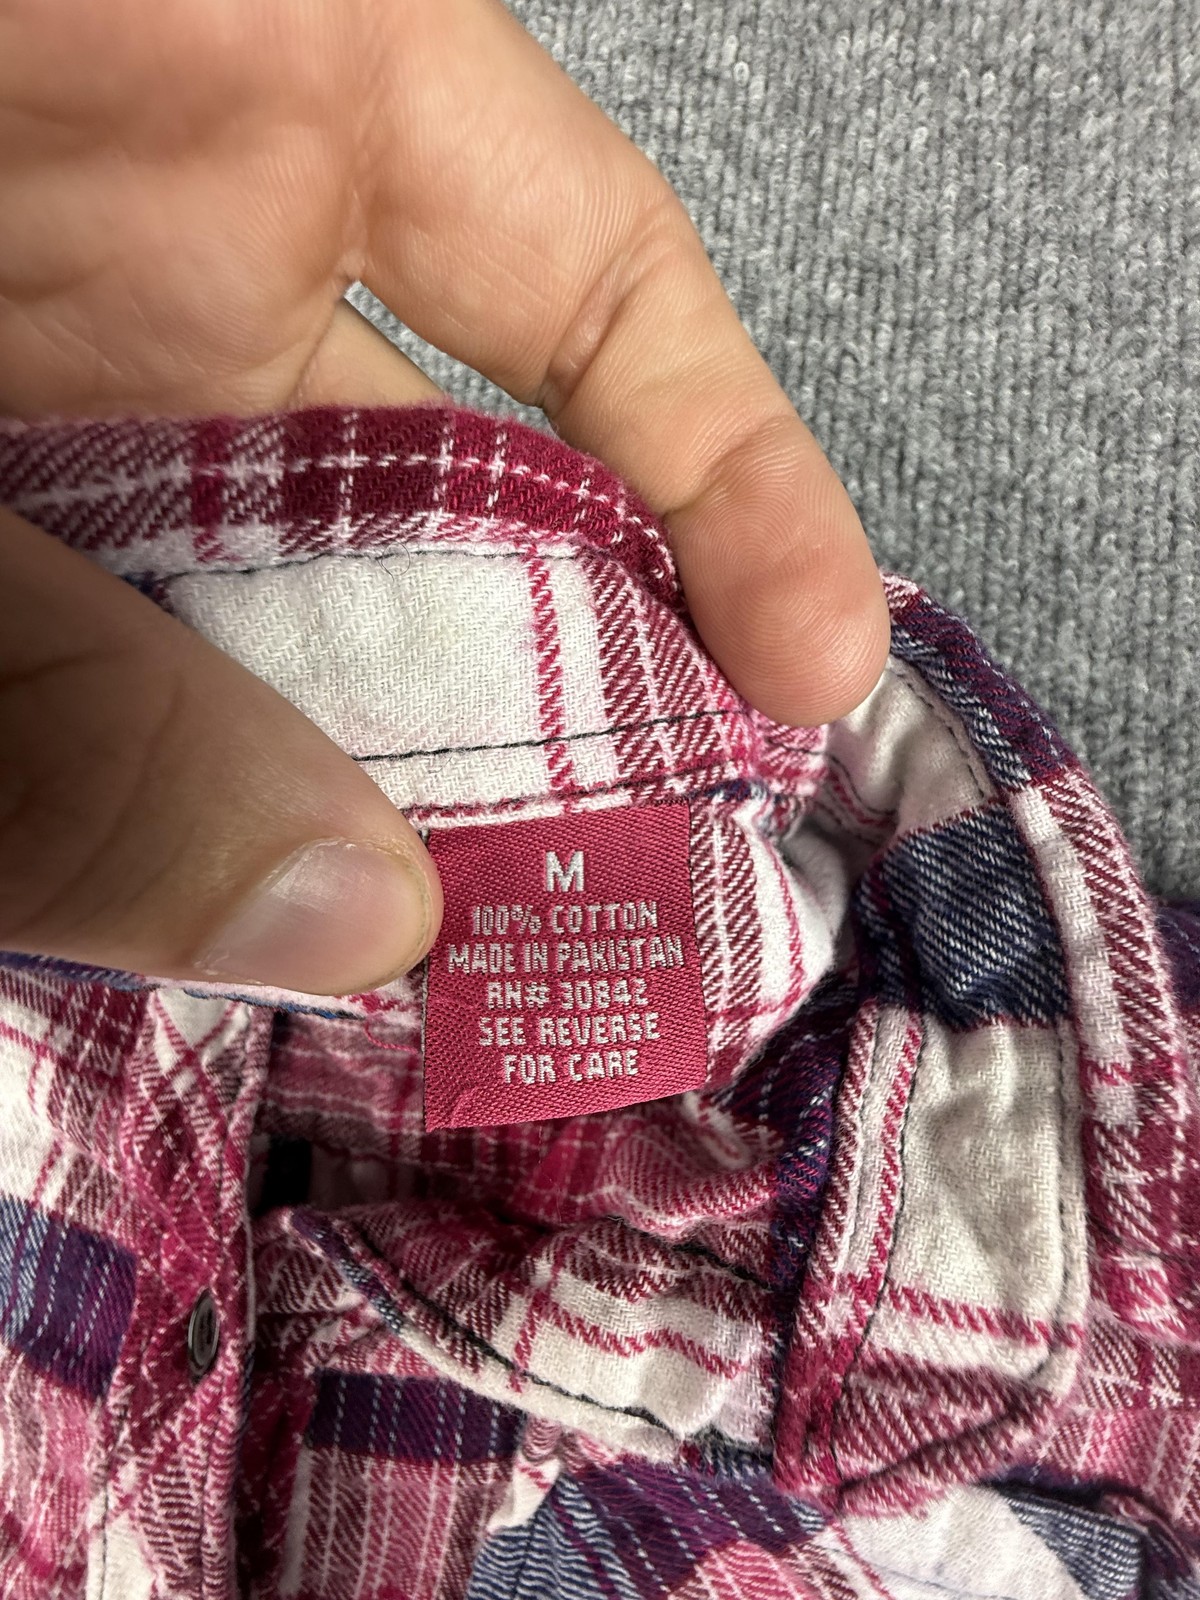 M
100% COTTON
MADE IN PAKISTAN
RN# 30842
SEE REVERSE
FOR CARE